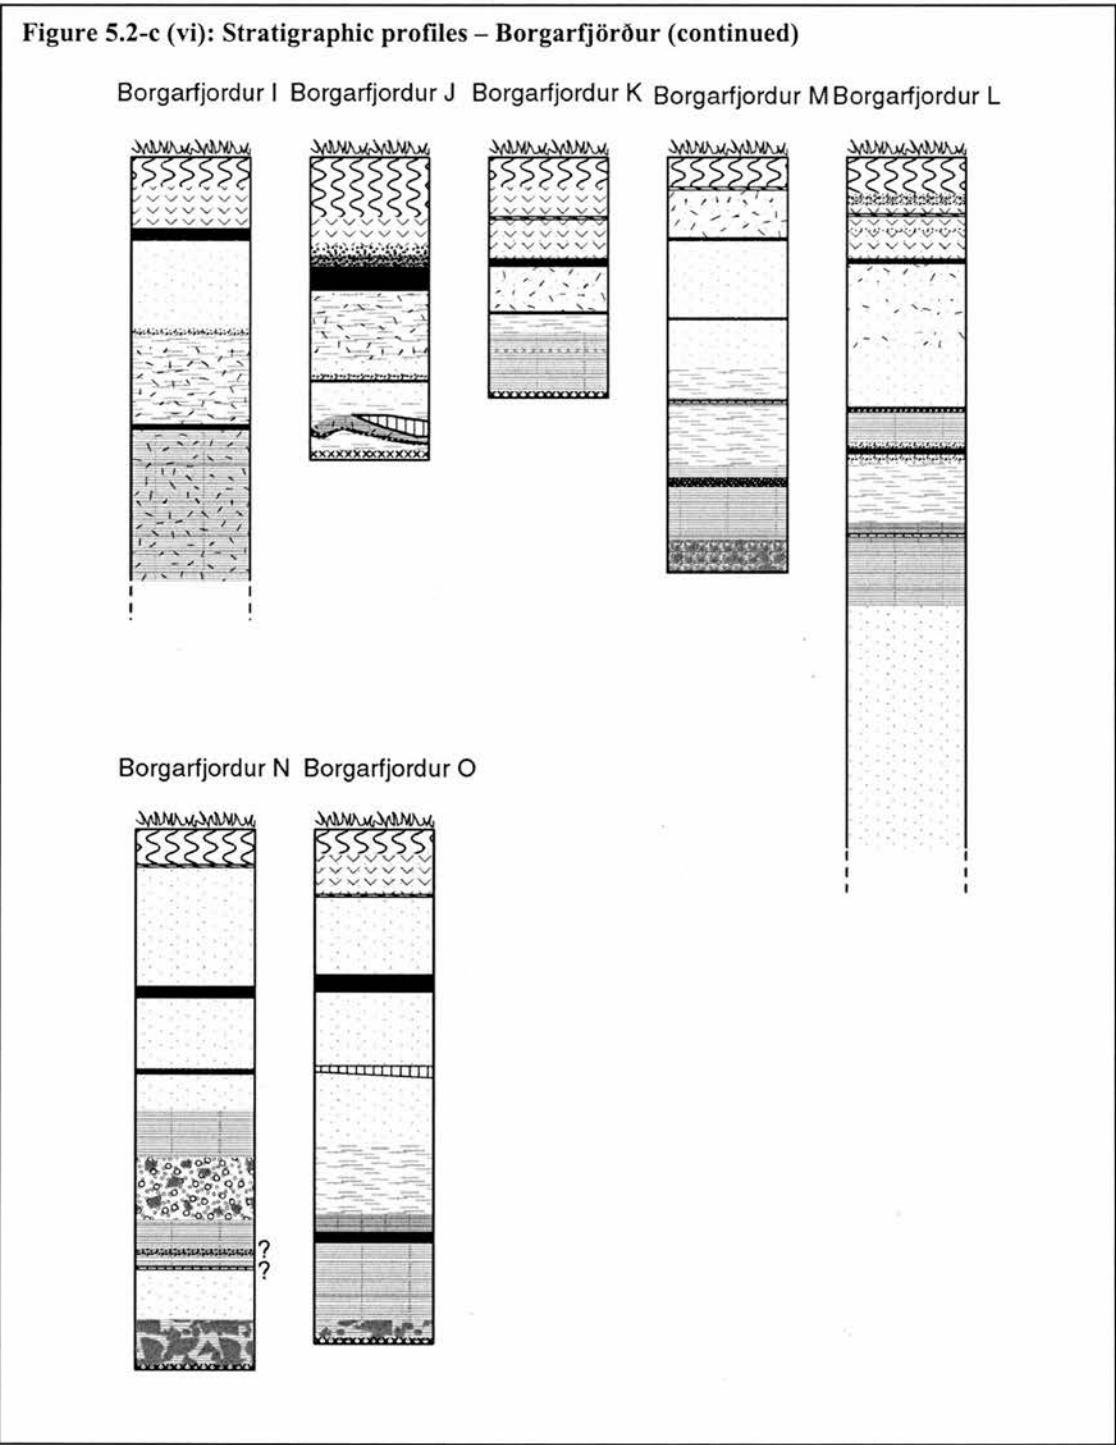 Figure 5.2-c (vi): Stratigraphic profiles – Borgarfjörður (continued)
Borgarfjordur I Borgarfjordur J Borgarfjordur K Borgarfjordur M Borgarfjordur L
Borgarfjordur N Borgarfjordur O
?
?